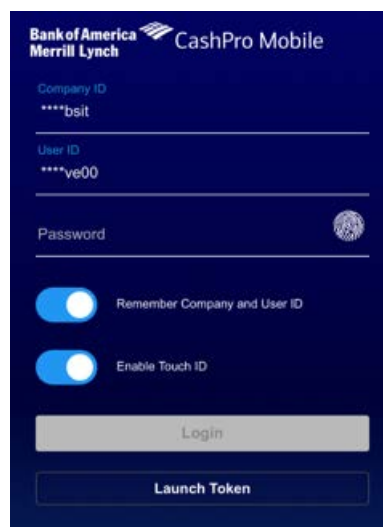 Bank of America
Merrill Lynch
CashPro Mobile
Company ID
****bsit
User ID
****ve00
Password
Remember Company and User ID
Enable Touch ID
Login
Launch Token